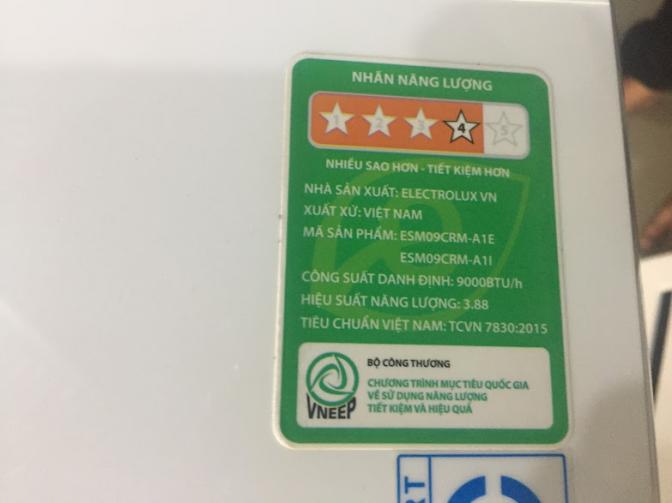 NHÃN NĂNG LƯỢNG
1 2 3 4 5
NHIỀU SAO HƠN - TIẾT KIỆM HƠN
NHÀ SẢN XUẤT: ELECTROLUX VN
XUẤT XỨ: VIỆT NAM
MÃ SẢN PHẨM: ESM09CRM-A1E
ESM09CRM-A1I
CÔNG SUẤT DANH ĐỊNH: 9000BTU/h
HIỆU SUẤT NĂNG LƯỢNG: 3.88
TIÊU CHUẨN VIỆT NAM: TCVN 7830:2015
BỘ CÔNG THƯƠNG
CHƯƠNG TRÌNH MỤC TIÊU QUỐC GIA
VỀ SỬ DỤNG NĂNG LƯỢNG
TIẾT KIỆM VÀ HIỆU QUẢ
VNEEP